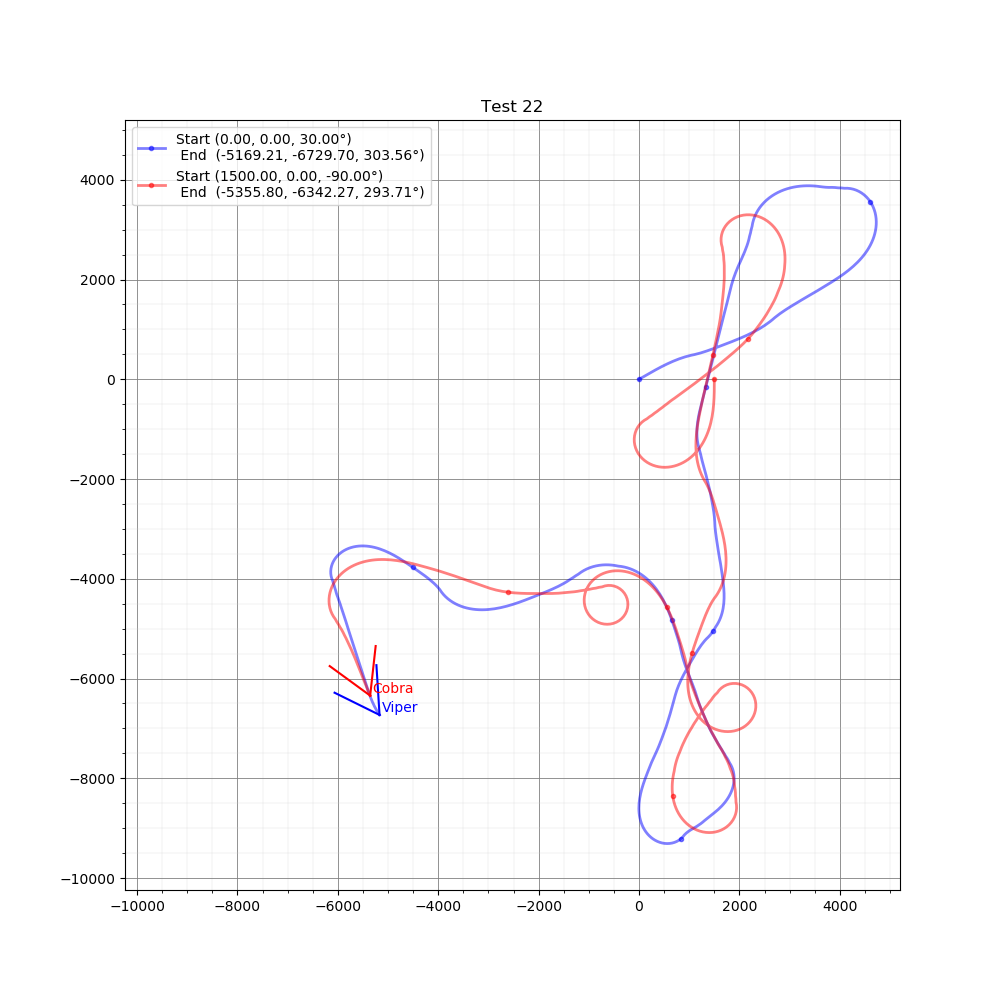 Test 22
Start (0.00, 0.00, 30.00°)
End  (-5169.21, -6729.70, 303.56°)
Start (1500.00, 0.00, -90.00°)
End  (-5355.80, -6342.27, 293.71°)
4000
2000
0
−2000
−4000
−6000
−8000
−10000
Cobra
Viper
−10000 −8000 −6000 −4000 −2000 0 2000 4000